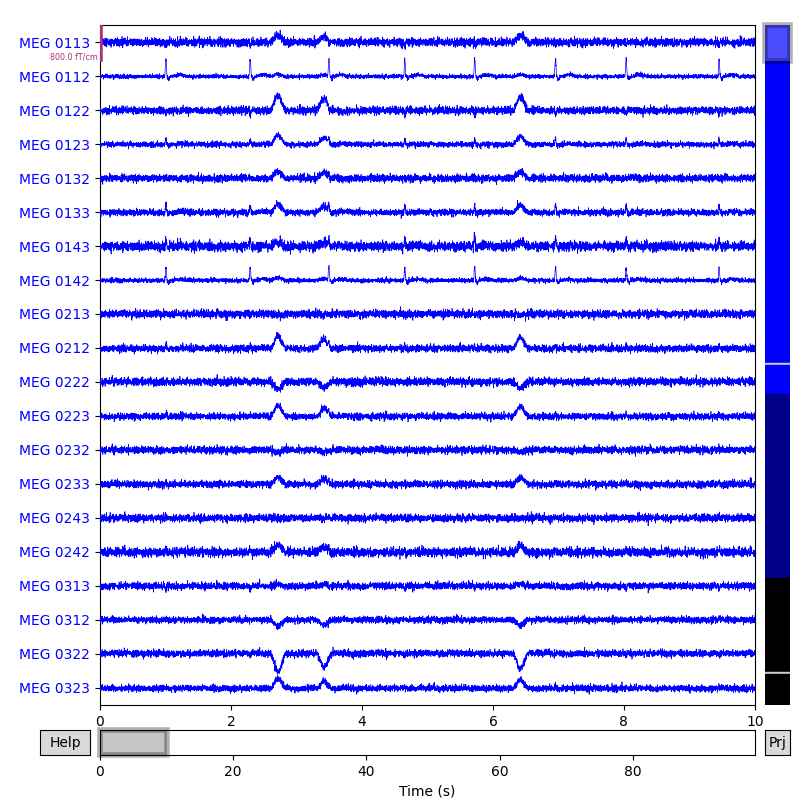 MEG 0113
800.0 fT/cm
MEG 0112
MEG 0122
MEG 0123
MEG 0132
MEG 0133
MEG 0143
MEG 0142
MEG 0213
MEG 0212
MEG 0222
MEG 0223
MEG 0232
MEG 0233
MEG 0243
MEG 0242
MEG 0313
MEG 0312
MEG 0322
MEG 0323
0 2 4 6 8 10
Help Prj
0 20 40 60 80
Time (s)